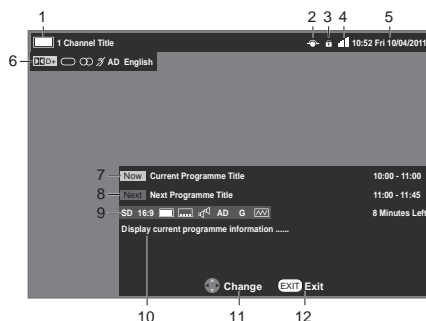 1 2 3 4 5
1 Channel Title 10:52 Fri 10/04/2011
6 D+ AD English
7 Now Current Programme Title 10:00 - 11:00
8 Next Next Programme Title 11:00 - 11:45
9 SD 16:9 AD G 8 Minutes Left
Display current programme information ......
Change EXIT Exit
10 11 12